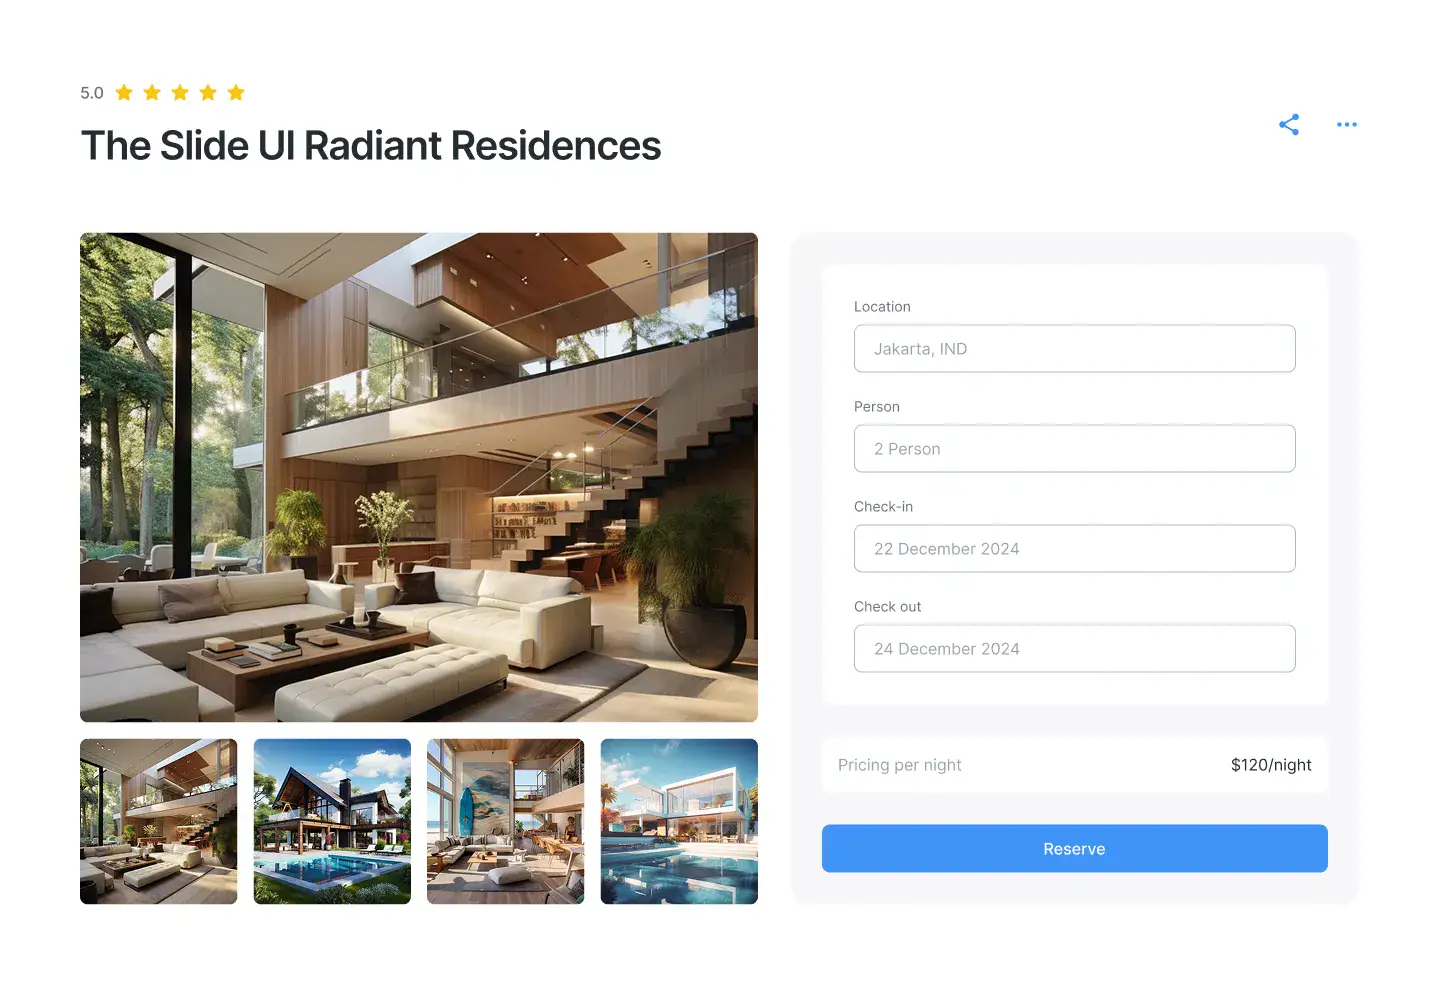 5.0
The Slide UI Radiant Residences
Location
Jakarta, IND
Person
2 Person
Check-in
22 December 2024
Check out
24 December 2024
Pricing per night
$120/night
Reserve